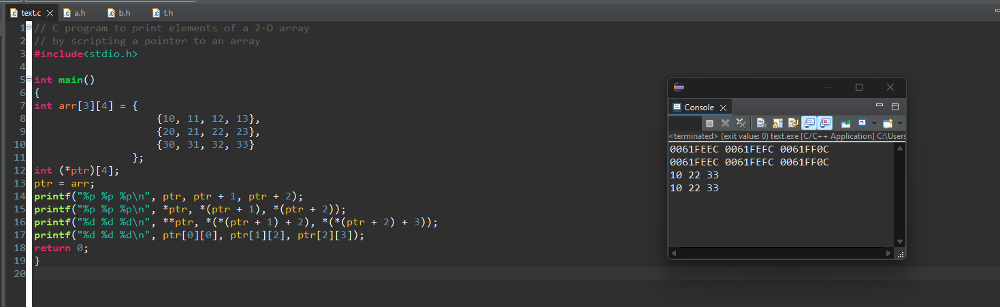 text.c a.h b.h t.h
1 // C program to print elements of a 2-D array
2 // by scripting a pointer to an array
3 #include<stdio.h>
4
5 int main()
6 {
7 int arr[3][4] = {
8 {10, 11, 12, 13},
9 {20, 21, 22, 23},
10 {30, 31, 32, 33}
11 };
12 int (*ptr)[4];
13 ptr = arr;
14 printf("%p %p %p\n", ptr, ptr + 1, ptr + 2);
15 printf("%p %p %p\n", *ptr, *(ptr + 1), *(ptr + 2));
16 printf("%d %d %d\n", **ptr, *(*(ptr + 1) + 2), *(*(ptr + 2) + 3));
17 printf("%d %d %d\n", ptr[0][0], ptr[1][2], ptr[2][3]);
18 return 0;
19 }
20
Console
<terminated> (exit value: 0) text.exe [C/C++ Application] C:\Users
0061FEEC 0061FEFC 0061FF0C
0061FEEC 0061FEFC 0061FF0C
10 22 33
10 22 33